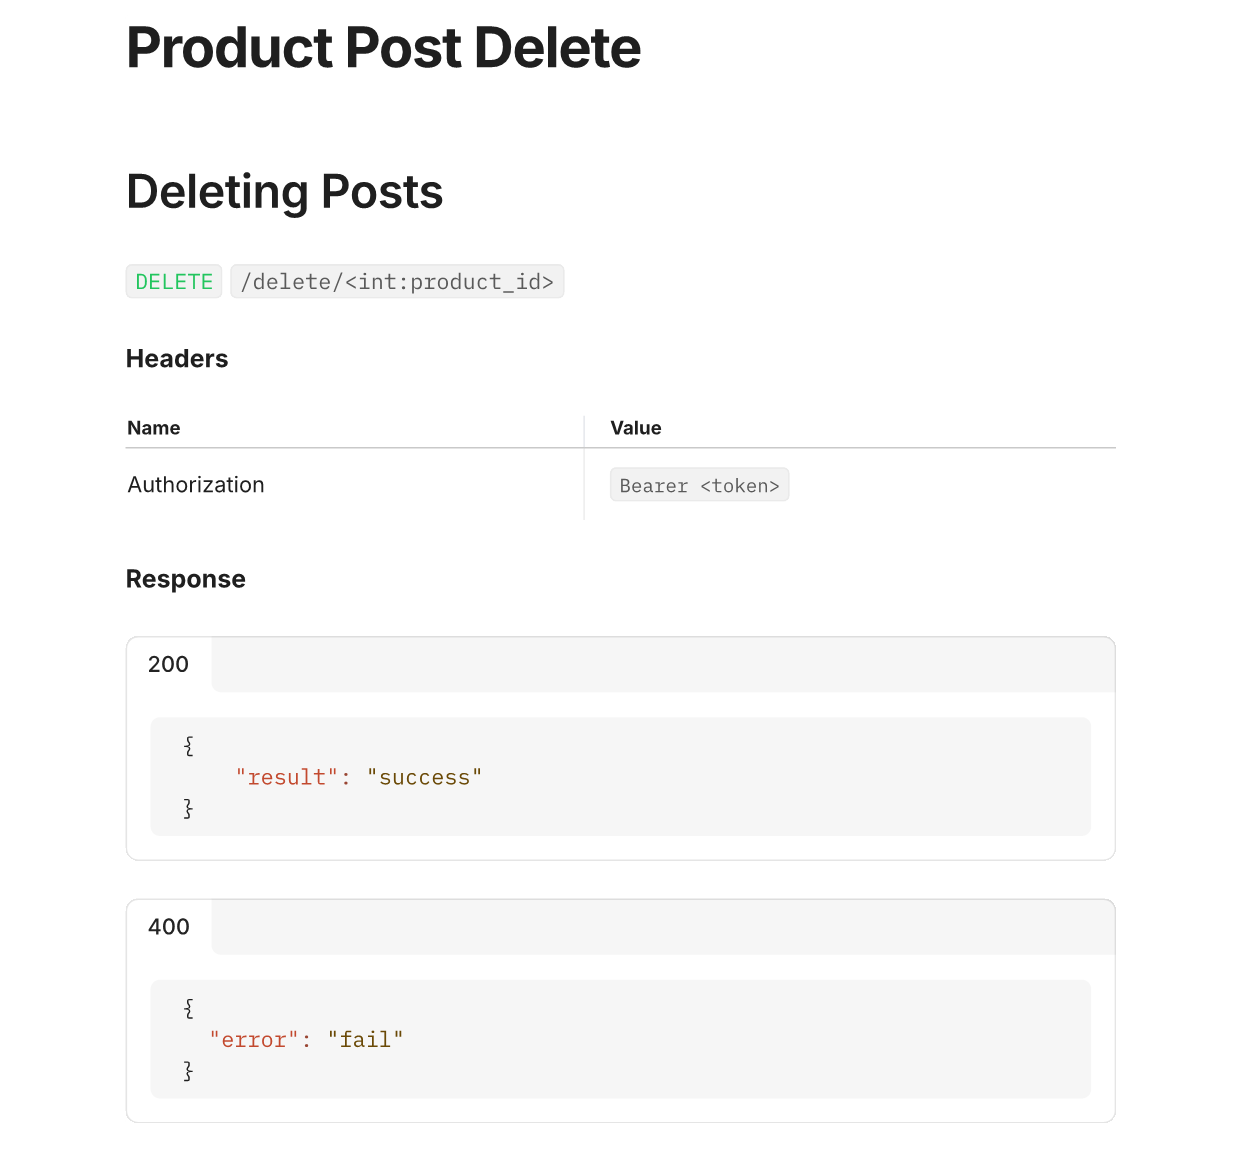 Product Post Delete
Deleting Posts
DELETE /delete/<int:product_id>
Headers
Name Value
Authorization Bearer <token>
Response
200
{
"result": "success"
}
400
{
"error": "fail"
}